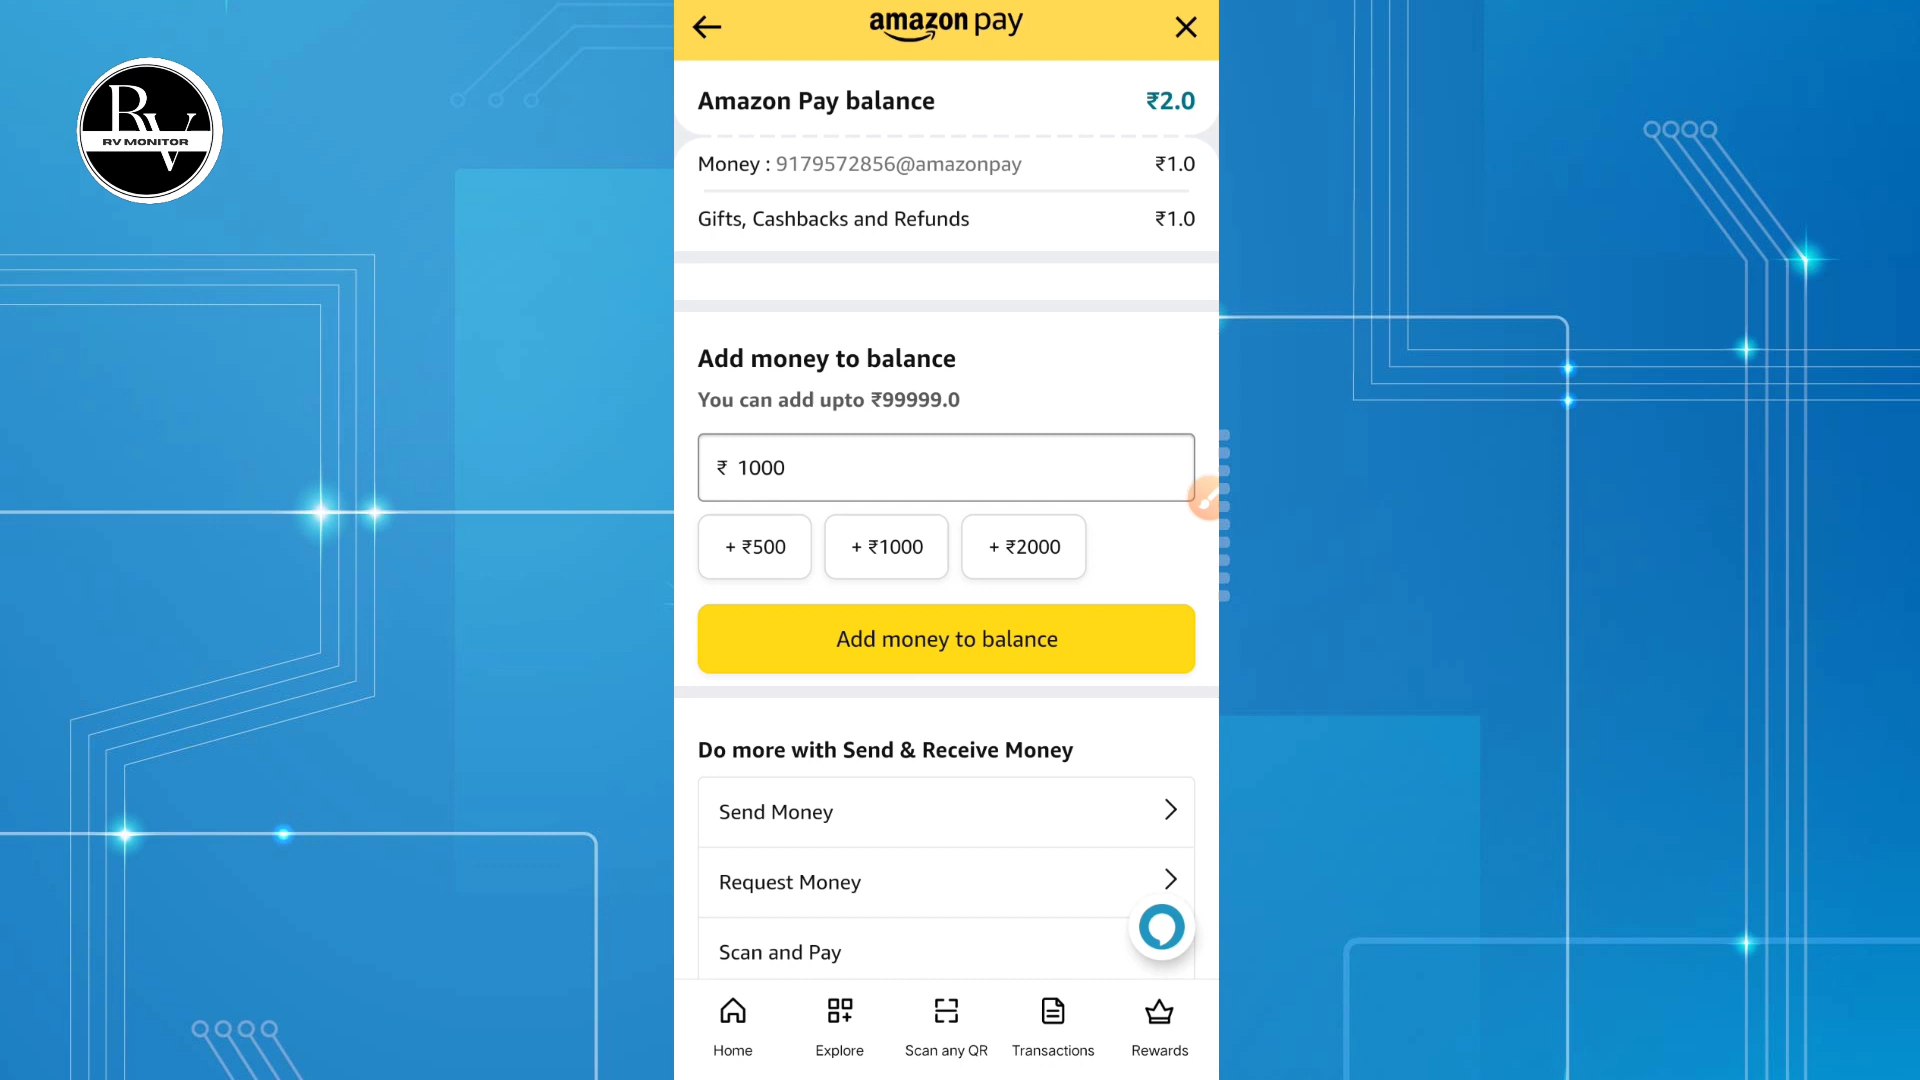 RV
RV MONITOR
amazon pay
Amazon Pay balance ₹2.0
Money : 9179572856@amazonpay ₹1.0
Gifts, Cashbacks and Refunds ₹1.0
Add money to balance
You can add upto ₹99999.0
₹ 1000
+ ₹500 + ₹1000 + ₹2000
Add money to balance
Do more with Send & Receive Money
Send Money
Request Money
Scan and Pay
Home Explore Scan any QR Transactions Rewards